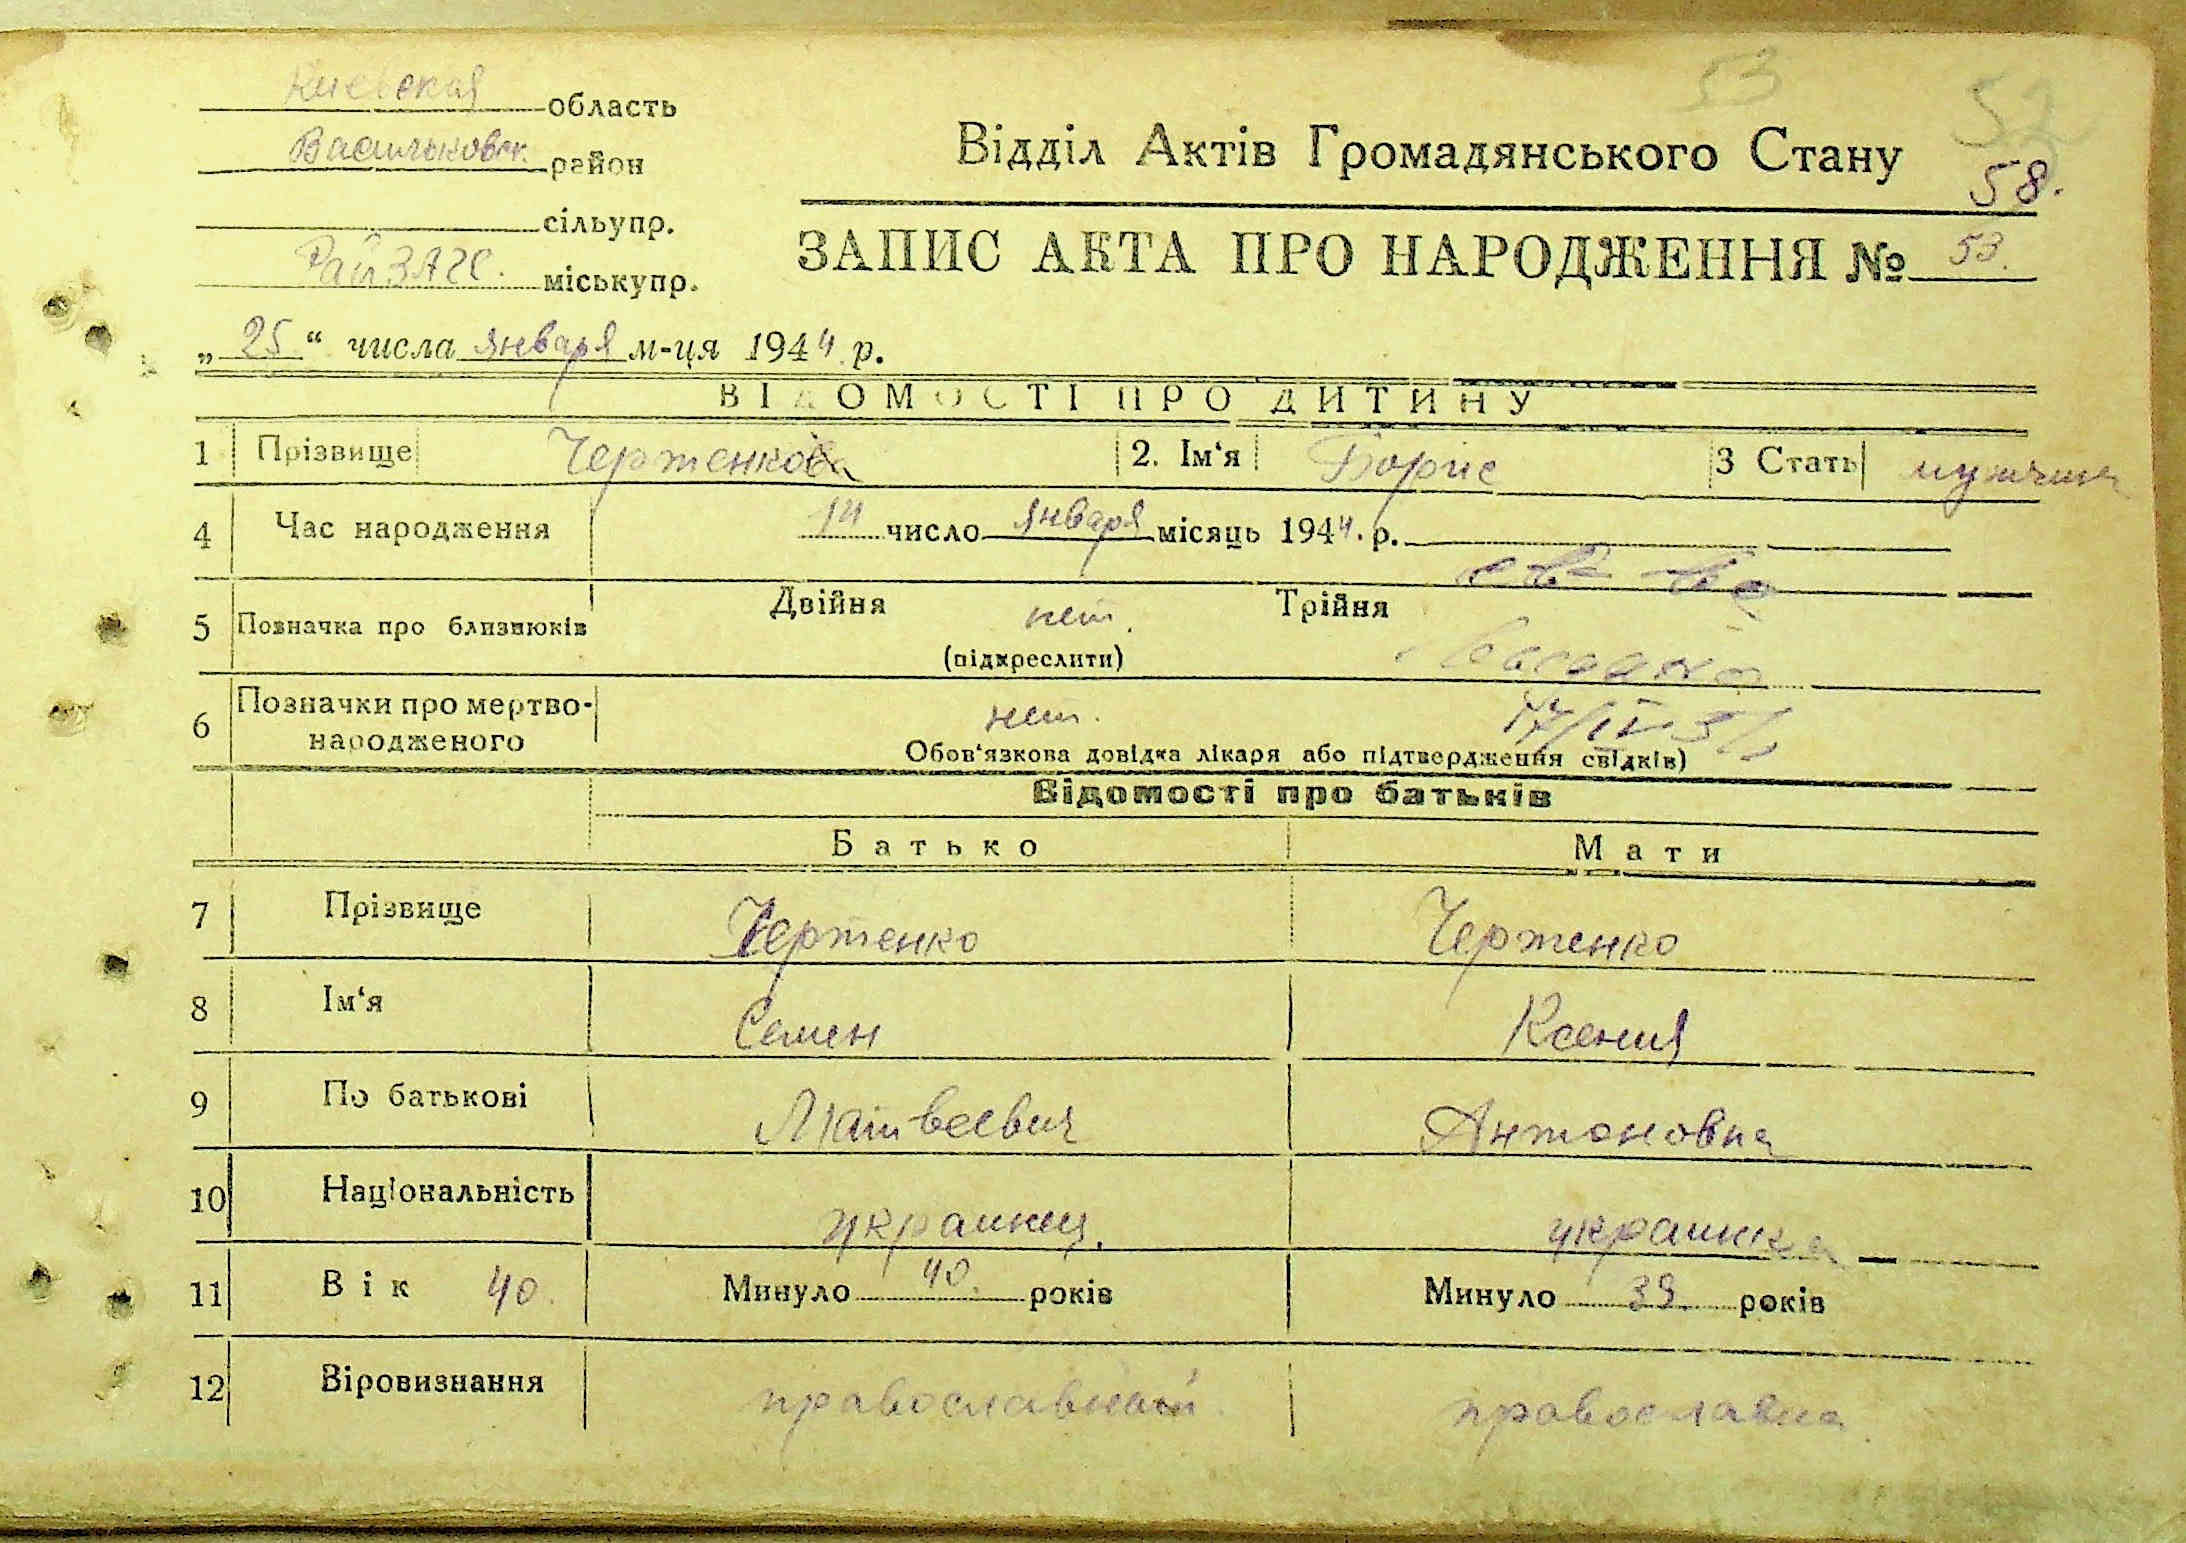 Киевская область
Васильковск. район
сільупр.
РайЗАГС. міськупр.
53
52
58.
Відділ Актів Громадянського Стану
ЗАПИС АКТА ПРО НАРОДЖЕННЯ № 53.
„ 25 “ числа января м-ця 1944 р.
ВІДОМОСТІ ПРО ДИТИНУ
1 Прізвище Чертенко 2. Ім‘я Борис 3 Стать мужчина
4 Час народження 14 число января місяць 1944. р.
5 Позначка про близнюків Двійня нет. Трійня
(підкреслити)
6 Позначки про мертво-
народженого нет.
Обов‘язкова довідка лікаря або підтвердження свідків)
Відомості про батьків
Батько Мати
7 Прізвище Чертенко Чертенко
8 Ім‘я Семен Ксения
9 По батькові Матвеевич Антоновна
10 Національність украинец. украинка
11 Вік 40. Минуло 40. років Минуло 39. років
12 Віровизнання православный. православна